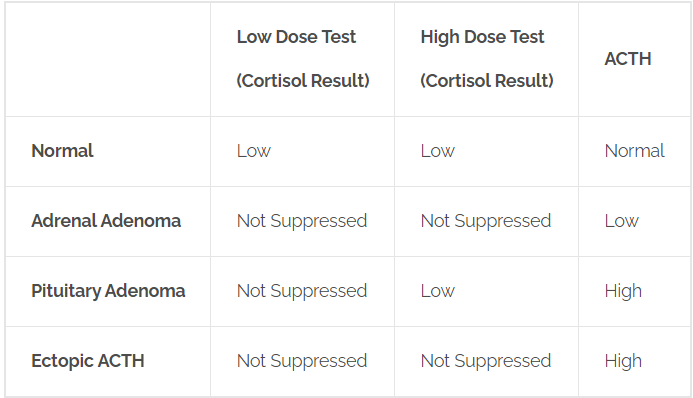 Low Dose Test High Dose Test ACTH
(Cortisol Result) (Cortisol Result)
Normal Low Low Normal
Adrenal Adenoma Not Suppressed Not Suppressed Low
Pituitary Adenoma Not Suppressed Low High
Ectopic ACTH Not Suppressed Not Suppressed High